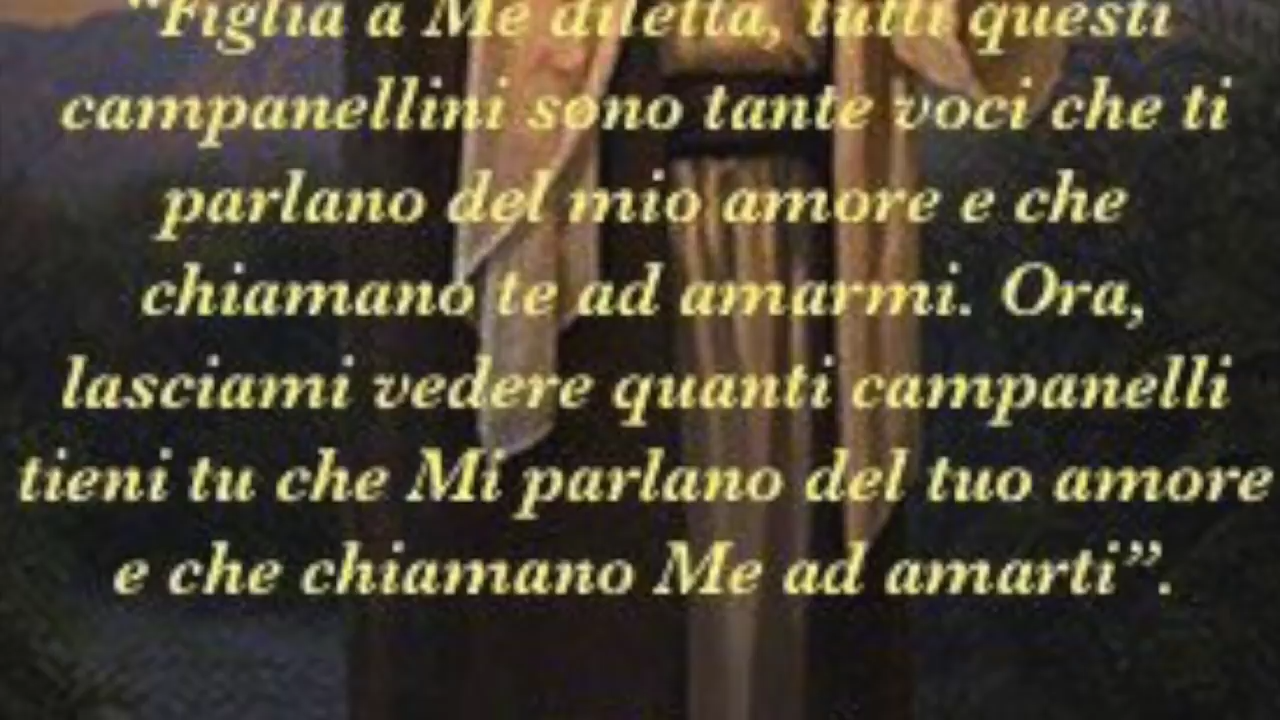 “Figlia a Me diletta, tutti questi
campanellini sono tante voci che ti
parlano del mio amore e che
chiamano te ad amarmi. Ora,
lasciami vedere quanti campanelli
tieni tu che Mi parlano del tuo amore
e che chiamano Me ad amarti”.